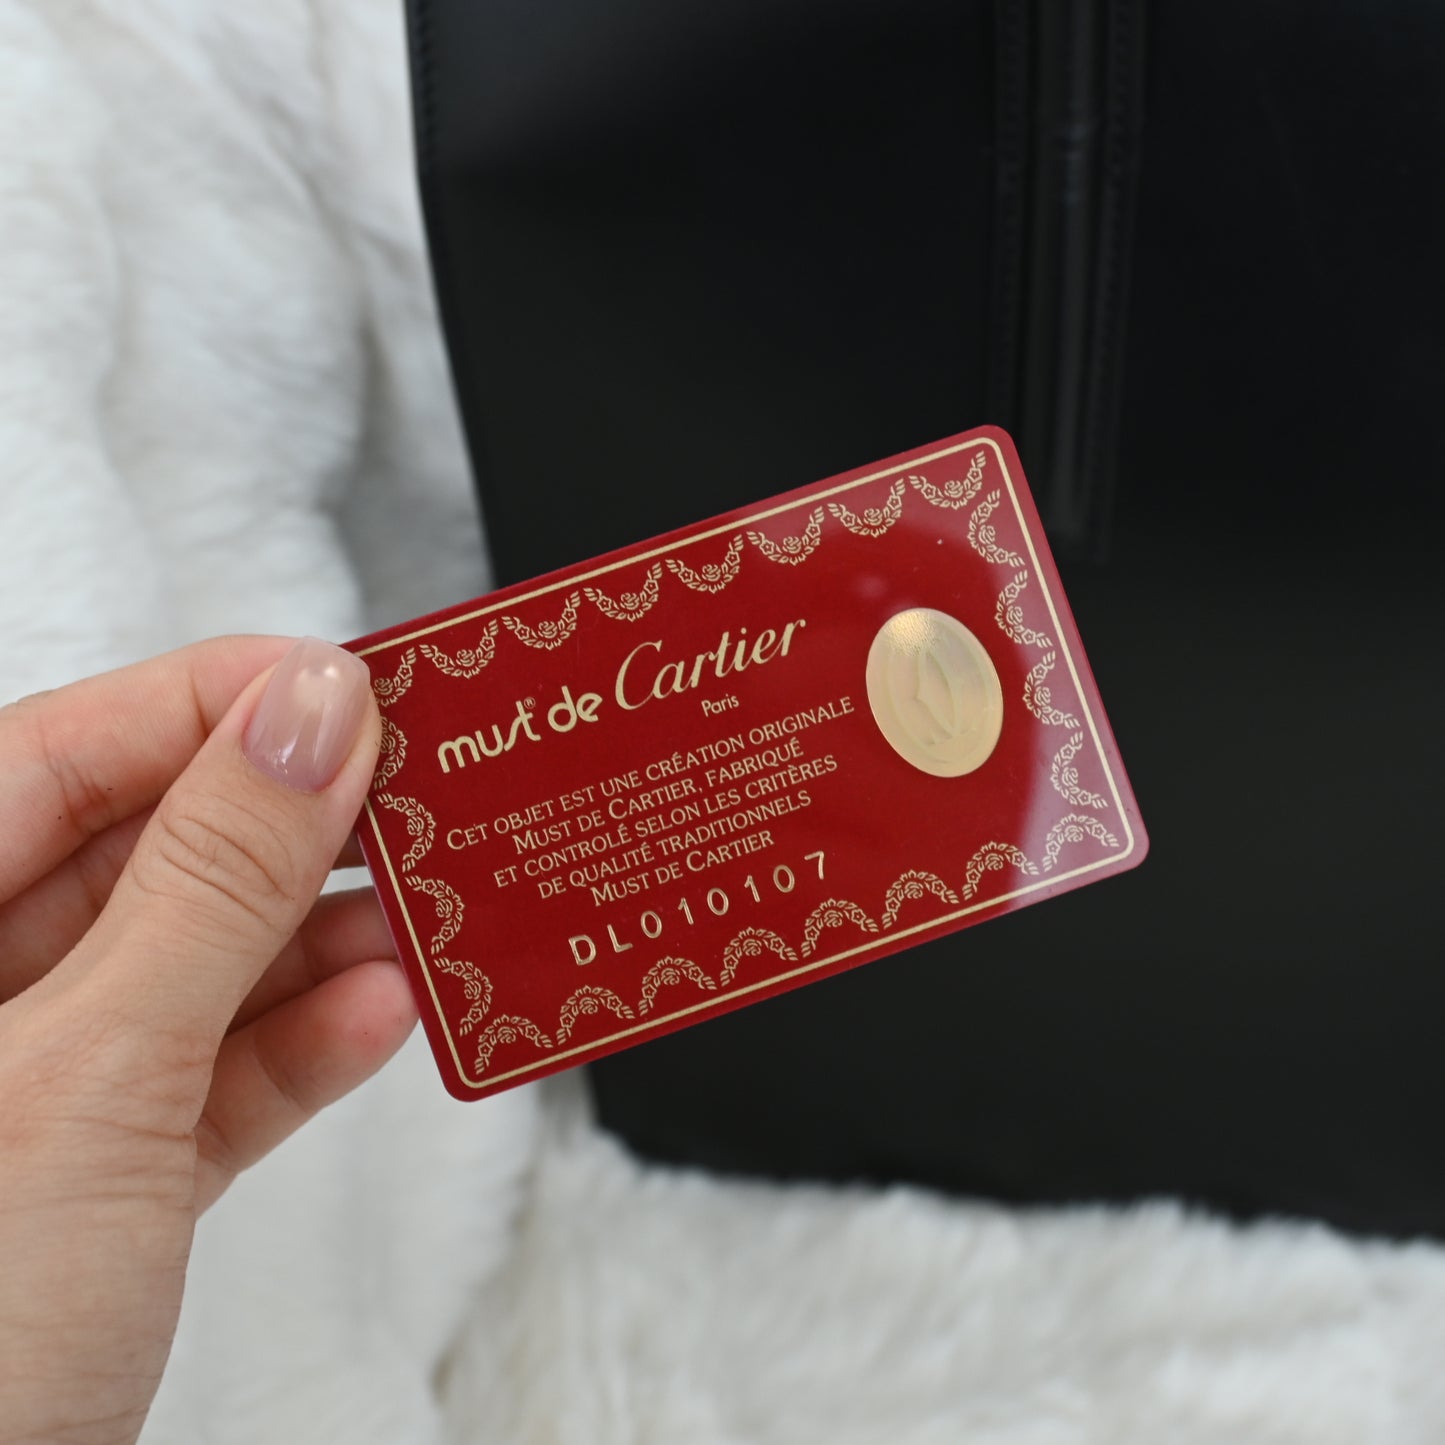 must® de Cartier
Paris
CET OBJET EST UNE CRÉATION ORIGINALE
MUST DE CARTIER, FABRIQUÉ
ET CONTROLÉ SELON LES CRITÈRES
DE QUALITÉ TRADITIONNELS
MUST DE CARTIER
DL010107